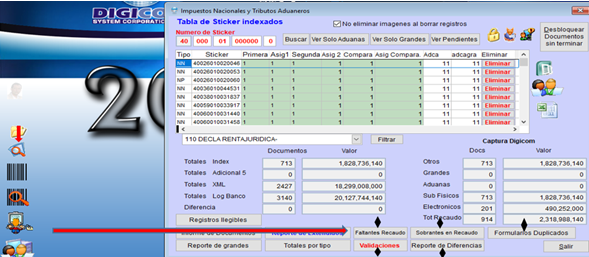 DIGICO
SYSTEM CORPORATIO
20
Impuestos Nacionales y Tributos Aduaneros
Tabla de Sticker indexados
No eliminar imagenes al borrar registros
Numero de Sticker
40 000 01 000000 0 Buscar Ver Solo Aduanas Ver Solo Grandes Ver Pendientes
Desbloquear Documentos sin terminar
Tipo Sticker Primera Asig1 Segunda Asig 2 Compara Asig Compara. Adca adcagra Eliminar
NN 40026010020046 1 1 1 1 1 1 11 11 Eliminar
NN 40026010020053 1 1 1 1 1 1 11 11 Eliminar
NP 40026010020060 1 1 1 1 1 1 11 11 Eliminar
NN 40036010044531 1 1 1 1 1 1 11 11 Eliminar
NN 40038010031837 1 1 1 1 1 1 11 11 Eliminar
NN 40059010033917 1 1 1 1 1 1 11 11 Eliminar
NN 40060010031440 1 1 1 1 1 1 11 11 Eliminar
NN 40060010031458 1 1 1 1 1 1 11 11 Eliminar
110 DECLA RENTAJURIDICA- Filtrar
Captura Digicom
Documentos Valor
Docs Valor
Totales Index 713 1,828,736,140
Otros 713 1,828,736,140
Totales Adicional 5 0 0
Grandes 0 0
Totales XML 2427 18,299,008,000
Aduanas 0 0
Totales Log Banco 3140 20,127,744,140
Sub Fisicos 713 1,828,736,140
Diferencia 0 0
Electronicos 201 490,252,000
Tot Recaudo 914 2,318,988,140
Registros Ilegibles
Informe de Documentos Reporte de Extendidos Faltantes Recaudo Sobrantes en Recaudo Formularios Duplicados
Reporte de grandes Totales por tipo Validaciones Reporte de Diferencias Salir